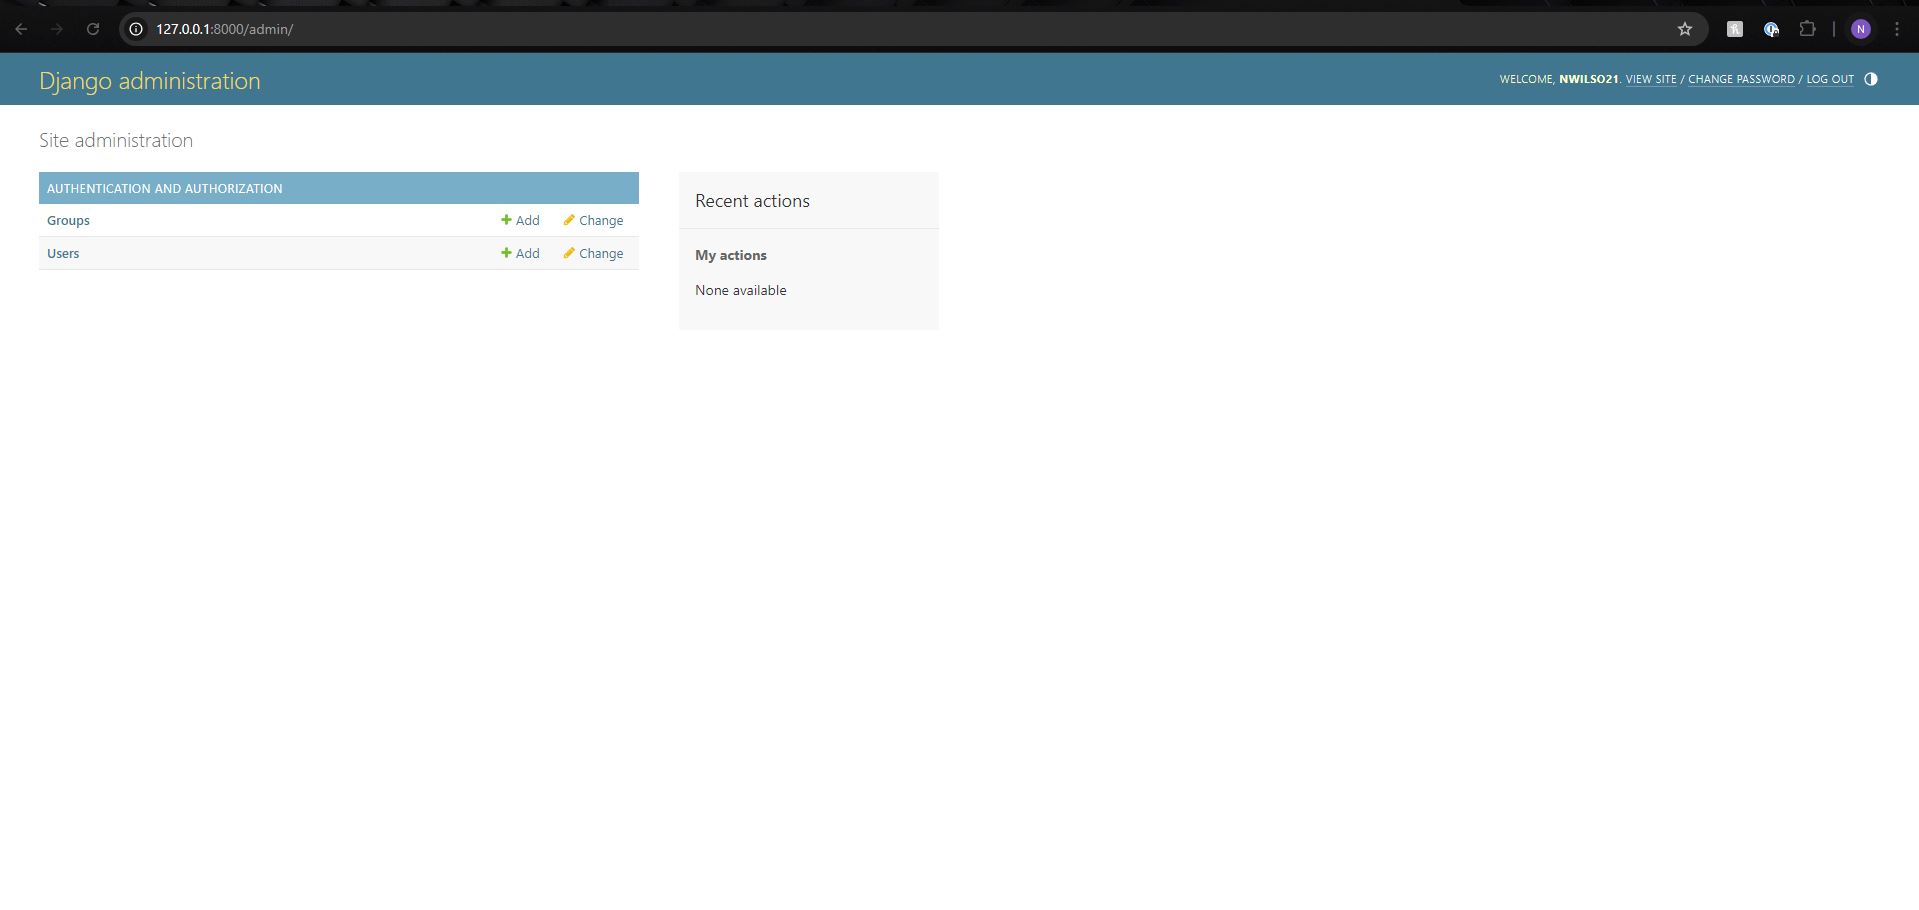 127.0.0.1:8000/admin/
N
Django administration
WELCOME, NWILSO21. VIEW SITE / CHANGE PASSWORD / LOG OUT
Site administration
AUTHENTICATION AND AUTHORIZATION
Groups Add Change
Users Add Change
Recent actions
My actions
None available